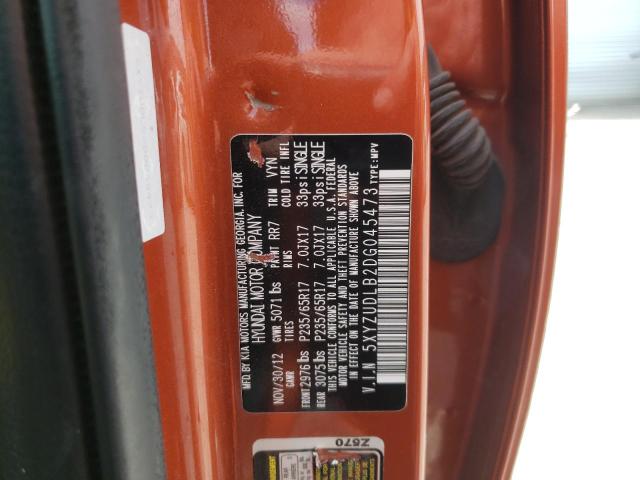 MFD.BY KIA MOTORS MANUFACTURING GEORGIA, INC. FOR
HYUNDAI MOTOR COMPANY
NOV/30/12 GVWR 5071 lbs PAINT RR7 TRIM VYN
GAWR TIRES RIMS COLD TIRE INFL
FRONT 2976 lbs P235/65R17 7.0JX17 33psi SINGLE
REAR 3075 lbs P235/65R17 7.0JX17 33psi SINGLE
THIS VEHICLE CONFORMS TO ALL APPLICABLE U.S.A. FEDERAL
MOTOR VEHICLE SAFETY AND THEFT PREVENTION STANDARDS
IN EFFECT ON THE DATE OF MANUFACTURE SHOWN ABOVE
V.I.N 5XYZUDLB2DG045473 TYPE:MPV
Z570